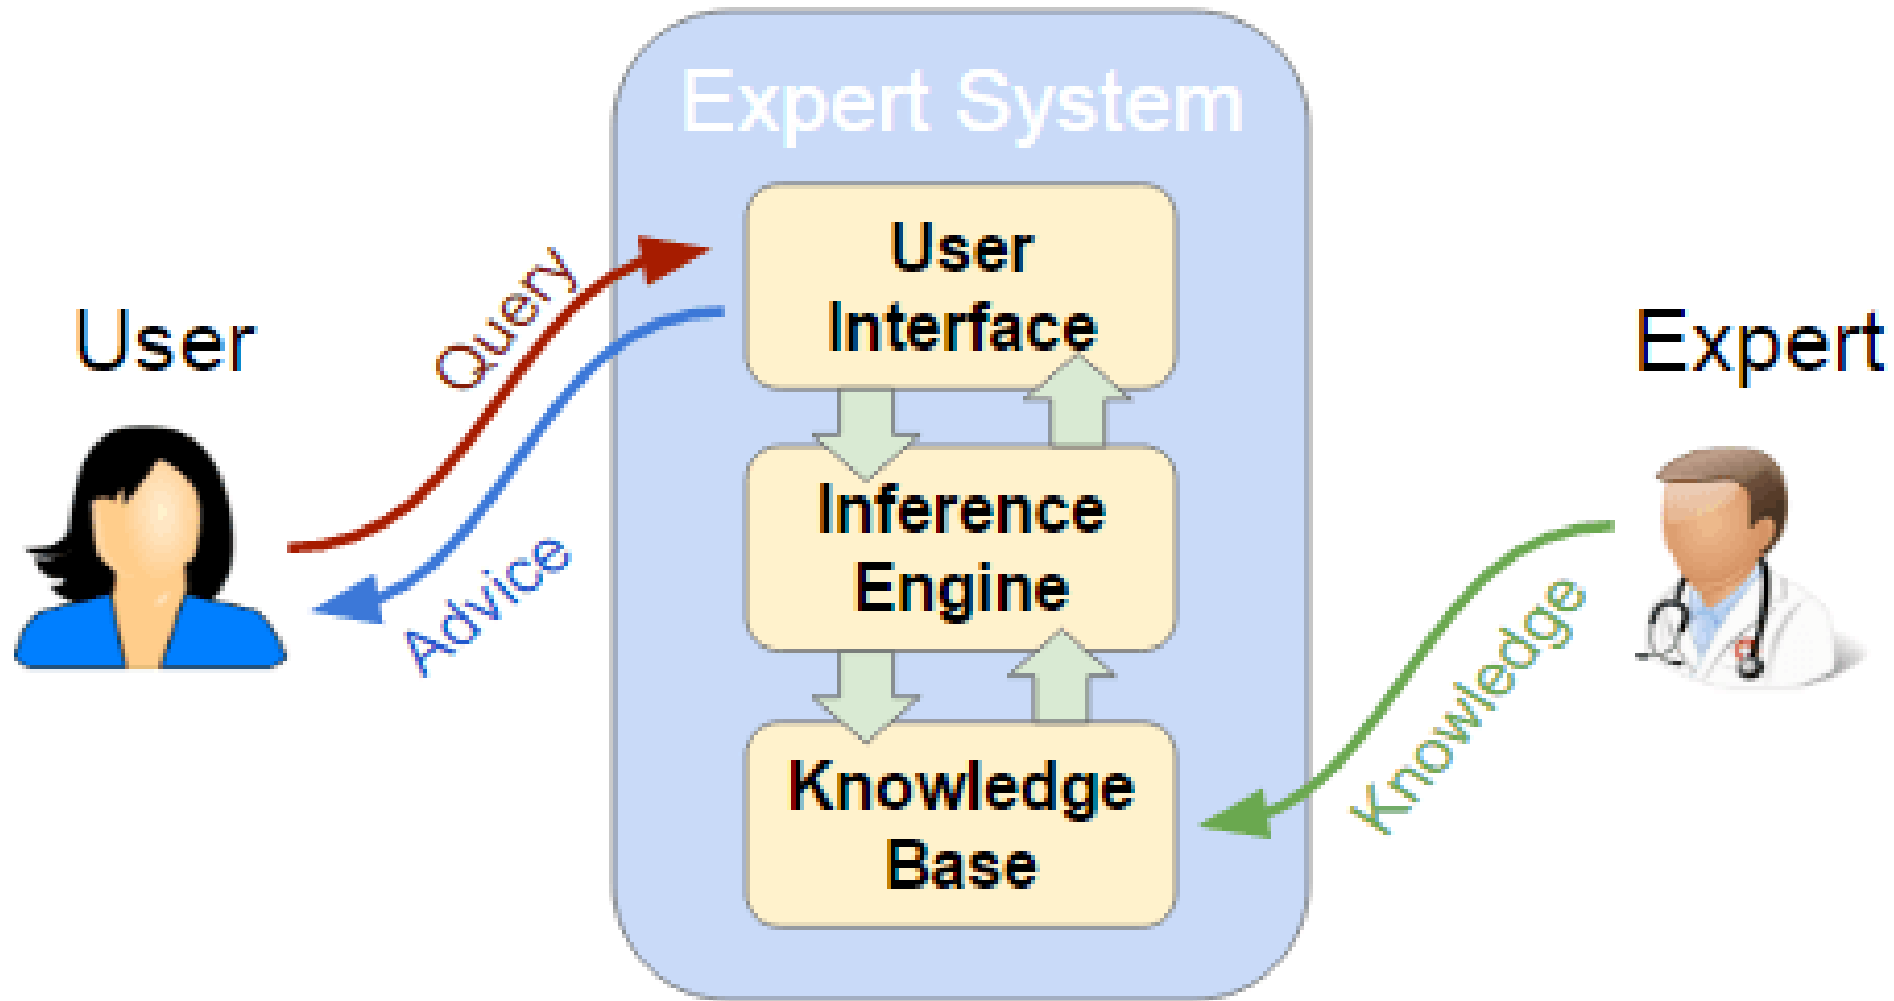 Expert System
User
Interface
Query
User
Expert
Inference
Engine
Advice
Knowledge
Knowledge
Base